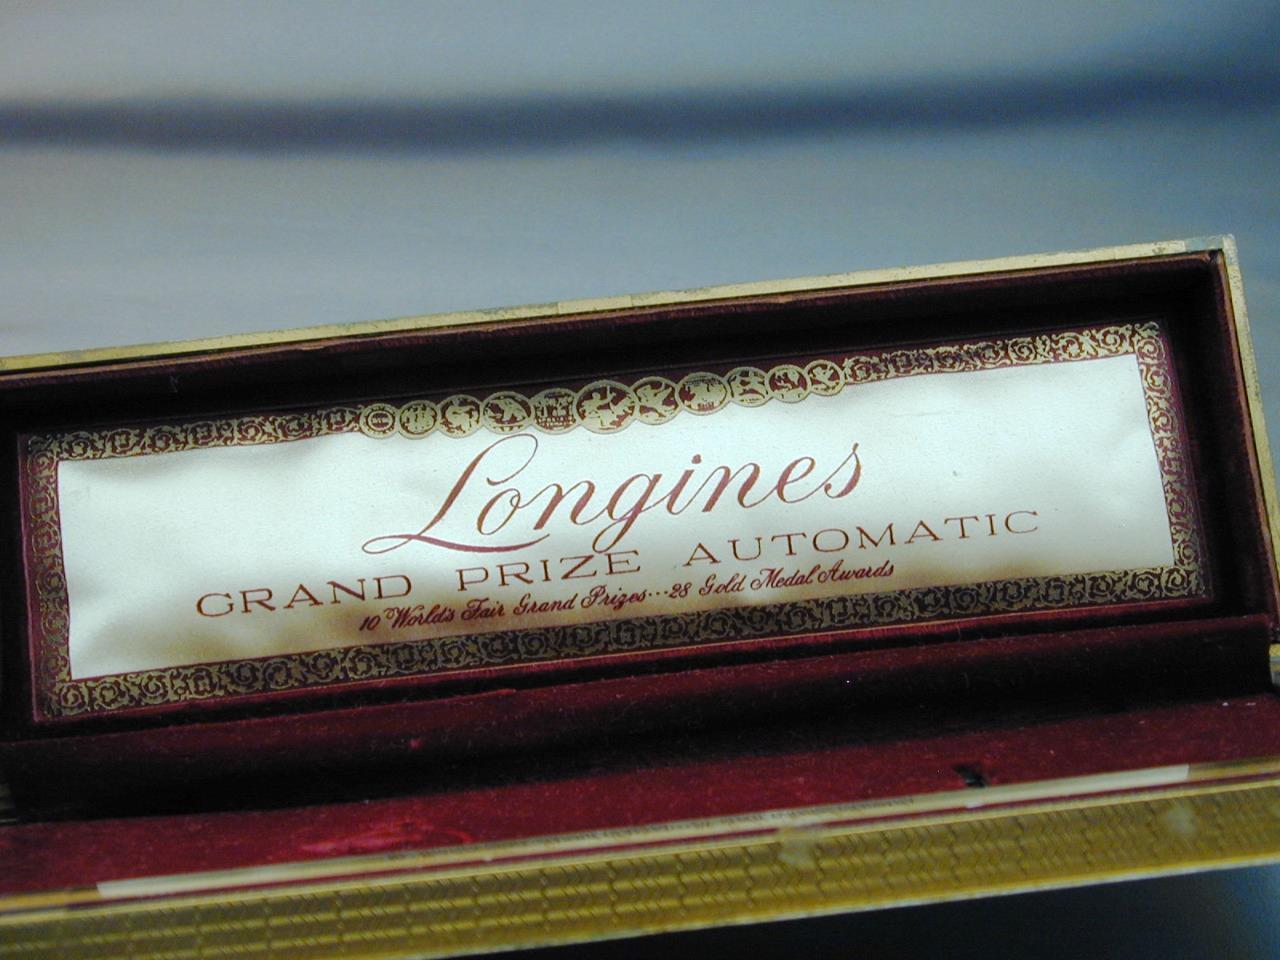 Longines
GRAND PRIZE AUTOMATIC
10 World's Fair Grand Prizes...28 Gold Medal Awards